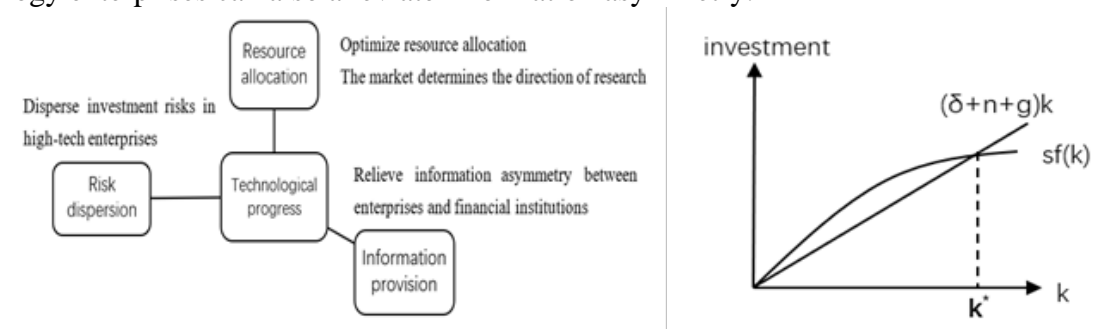 Resource
allocation
Optimize resource allocation
The market determines the direction of research
Disperse investment risks in
high-tech enterprises
Risk
dispersion
Technological
progress
Relieve information asymmetry between
enterprises and financial institutions
Information
provision
investment
(δ+n+g)k
sf(k)
k
k*